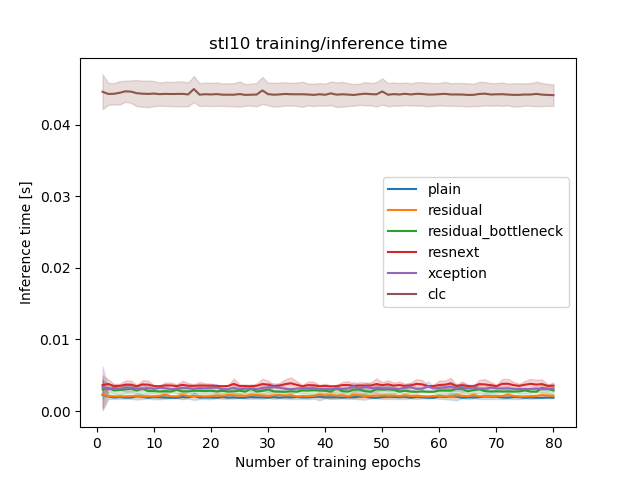 stl10 training/inference time
Inference time [s]
0.04
0.03
0.02
0.01
0.00
plain
residual
residual_bottleneck
resnext
xception
clc
0 10 20 30 40 50 60 70 80
Number of training epochs